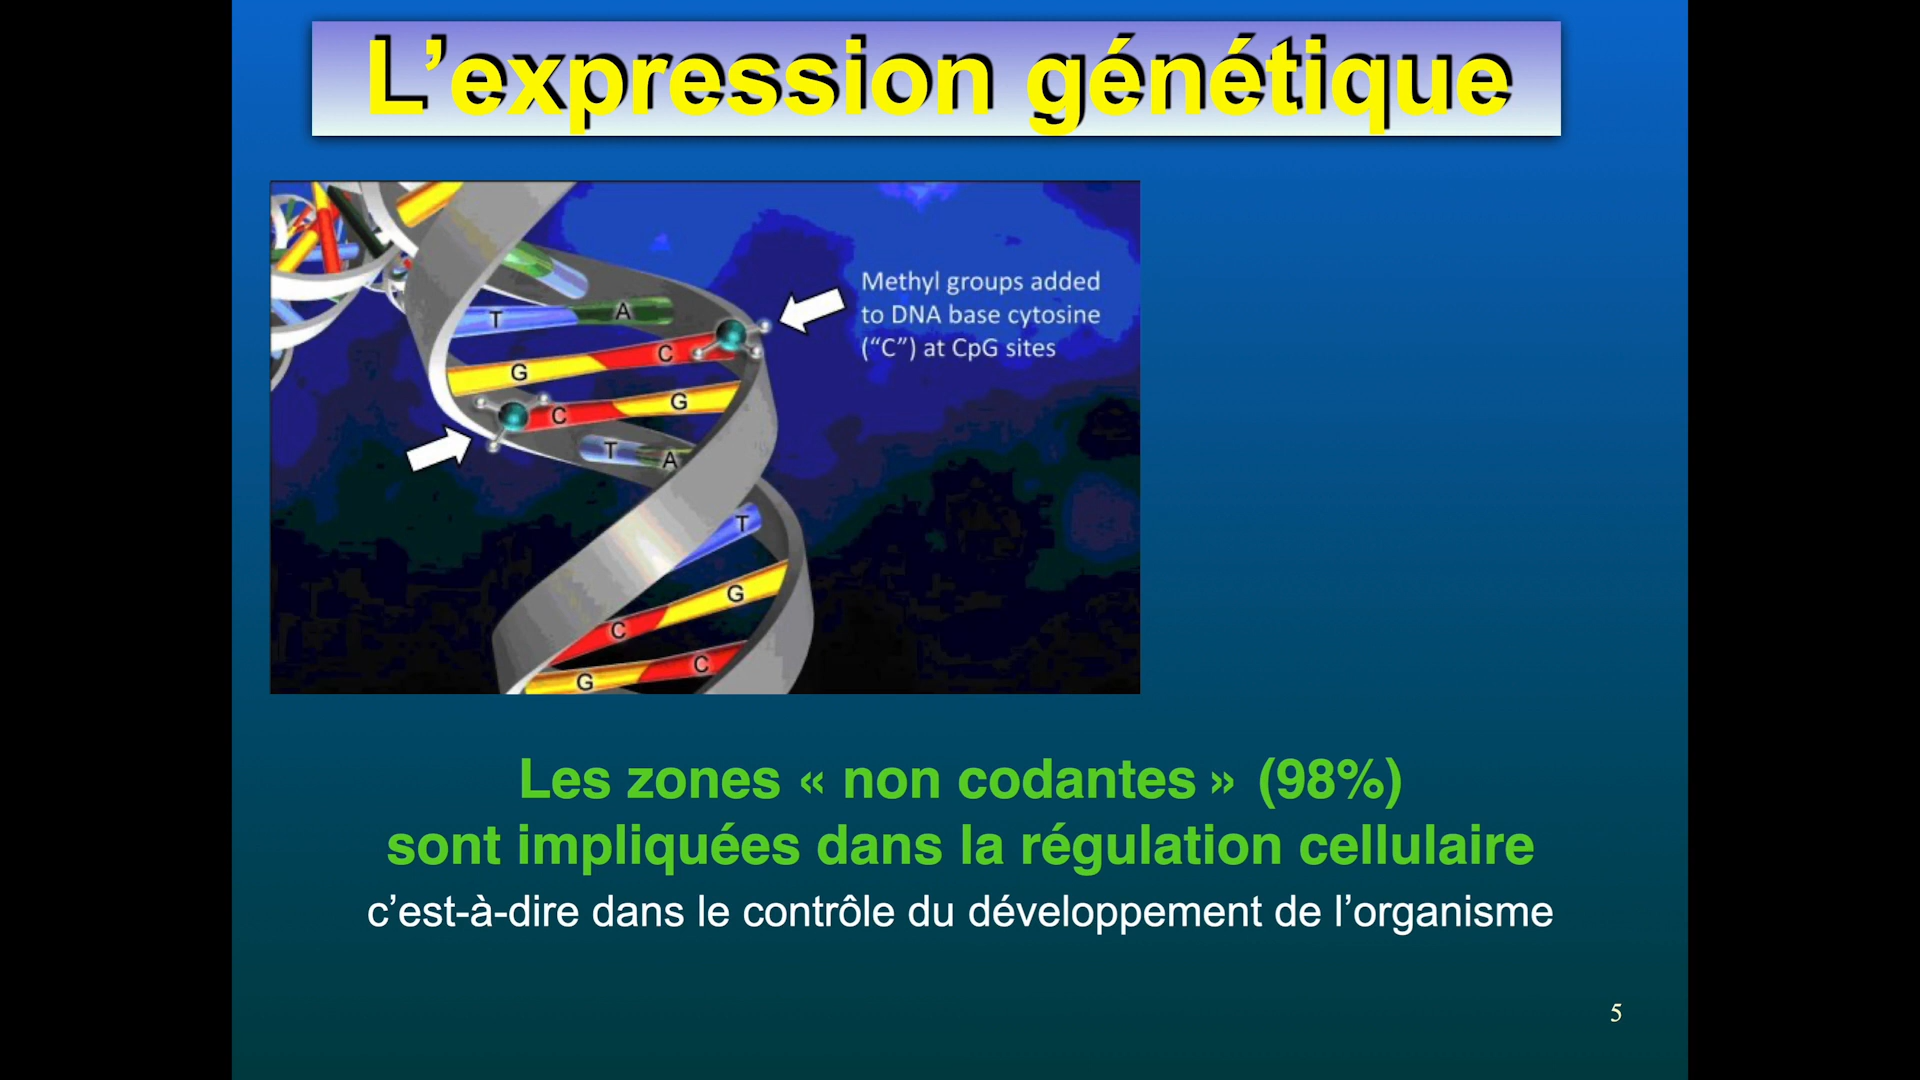 L’expression génétique
Methyl groups added
to DNA base cytosine
(“C”) at CpG sites
T A
G C
C G
T A
T
C G
G C
Les zones « non codantes » (98%)
sont impliquées dans la régulation cellulaire
c’est-à-dire dans le contrôle du développement de l’organisme
5